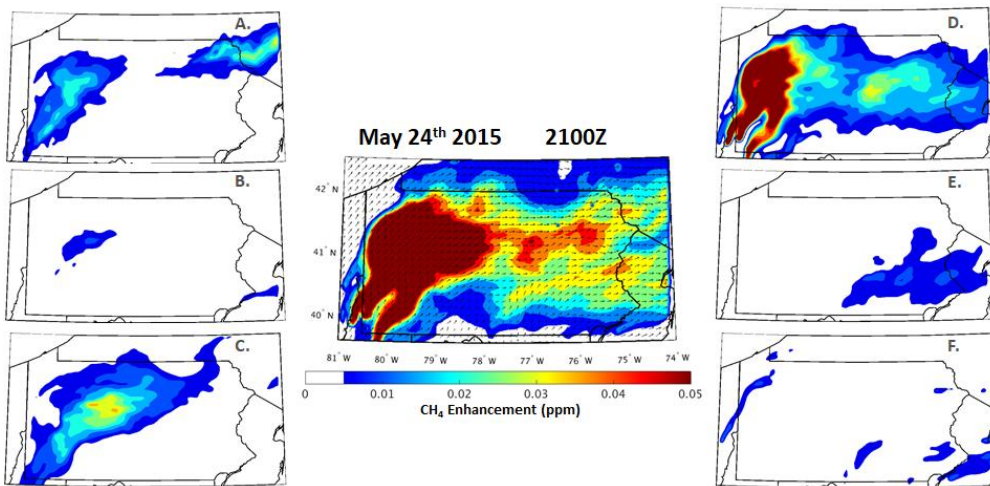 A.
D.
May 24th 2015 2100Z
B.
E.
42° N
41° N
40° N
81° W 80° W 79° W 78° W 77° W 76° W 75° W 74° W
C.
F.
0 0.01 0.02 0.03 0.04 0.05
CH₄ Enhancement (ppm)